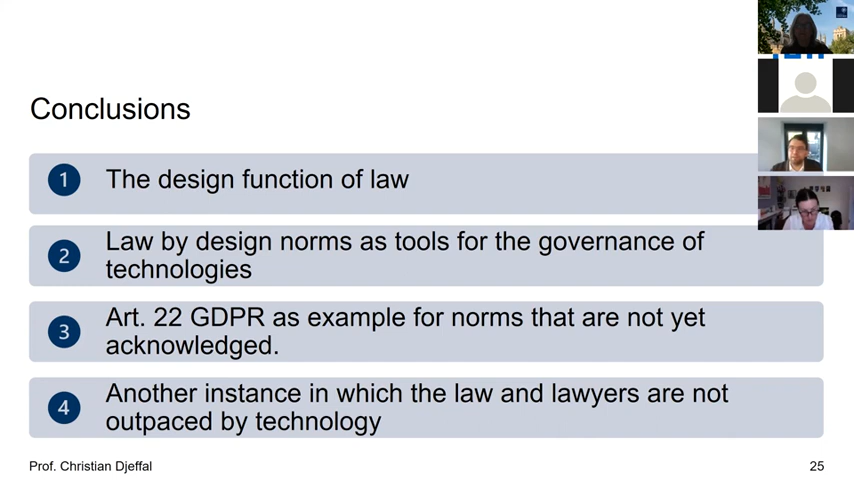 Conclusions
1 The design function of law
2 Law by design norms as tools for the governance of
technologies
3 Art. 22 GDPR as example for norms that are not yet
acknowledged.
4 Another instance in which the law and lawyers are not
outpaced by technology
Prof. Christian Djeffal 25